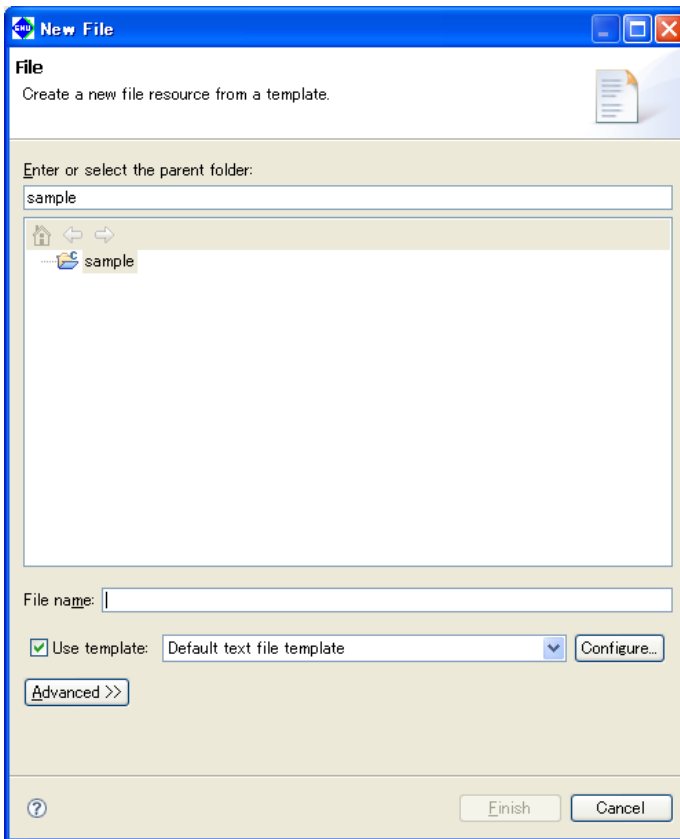 GNU New File
File
Create a new file resource from a template.
Enter or select the parent folder:
sample
C sample
File name:
Use template: Default text file template Configure...
Advanced >>
? Finish Cancel